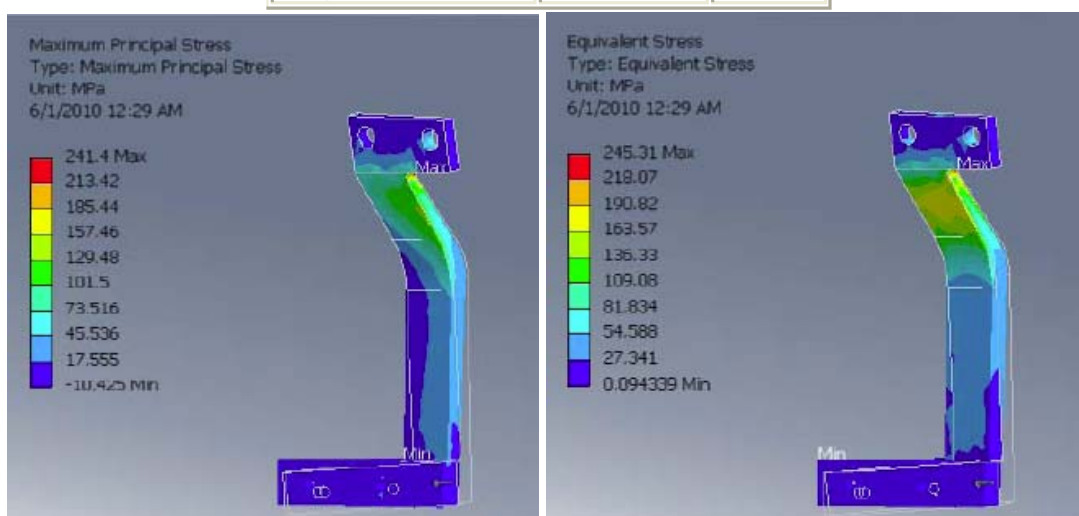 Maximum Principal Stress
Type: Maximum Principal Stress
Unit: MPa
6/1/2010 12:29 AM
241.4 Max
213.42
185.44
157.46
129.48
101.5
73.516
45.536
17.555
-10.425 Min
Max
Min
Equivalent Stress
Type: Equivalent Stress
Unit: MPa
6/1/2010 12:29 AM
245.31 Max
218.07
190.82
163.57
136.33
109.08
81.834
54.588
27.341
0.094339 Min
Max
Min